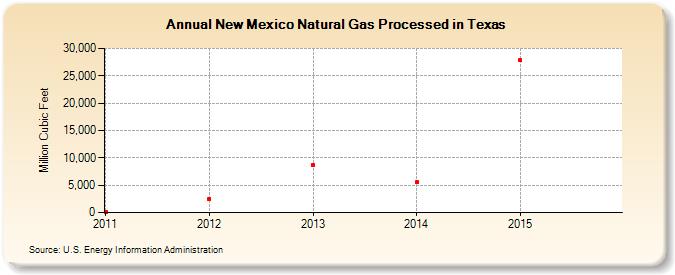 Annual New Mexico Natural Gas Processed in Texas
Million Cubic Feet
30,000
25,000
20,000
15,000
10,000
5,000
0
2011 2012 2013 2014 2015
Source: U.S. Energy Information Administration